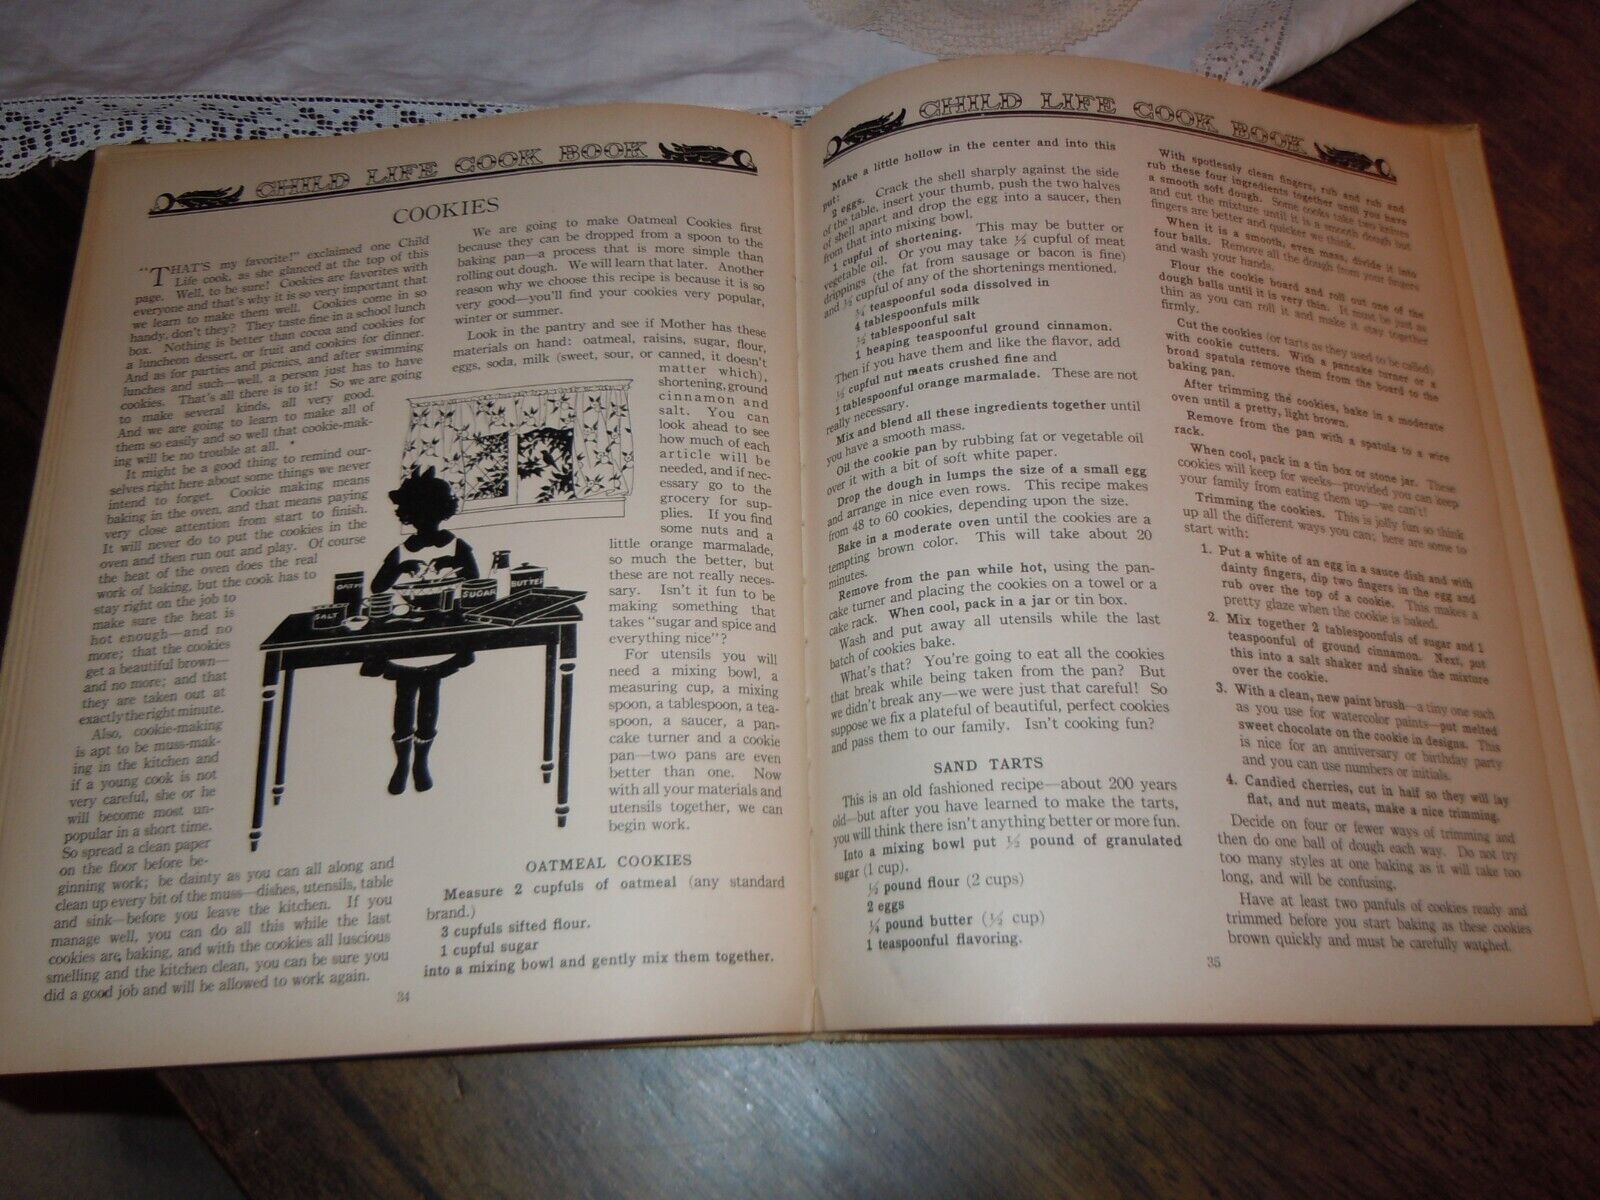 CHILD LIFE COOK BOOK
COOKIES
"THAT'S my favorite!" exclaimed one Child
Life cook, as she glanced at the top of this
page. Well, to be sure! Cookies are favorites with
everyone and that's why it is so very important that
we learn to make them well. Cookies come in so
handy, don't they? They taste fine in a school lunch
box. Nothing is better than cocoa and cookies for
a luncheon dessert, or fruit and cookies for dinner.
And as for parties and picnics, and after swimming
lunches and such—well, a person just has to have
cookies. That's all there is to it! So we are going
to make several kinds, all very good.
And we are going to learn to make all of
them so easily and so well that cookie-mak-
ing will be no trouble at all.
It might be a good thing to remind our-
selves right here about some things we never
intend to forget. Cookie making means
baking in the oven, and that means paying
very close attention from start to finish.
It will never do to put the cookies in the
oven and then run out and play. Of course
the heat of the oven does the real
work of baking, but the cook has to
stay right on the job to
make sure the heat is
hot enough—and no
more; that the cookies
get a beautiful brown—
and no more; and that
they are taken out at
exactly the right minute.
Also, cookie-making
is apt to be muss-mak-
ing in the kitchen and
if a young cook is not
very careful, she or he
will become most un-
popular in a short time.
So spread a clean paper
on the floor before be-
ginning work; be dainty as you can all along and
clean up every bit of the muss—dishes, utensils, table
and sink—before you leave the kitchen. If you
manage well, you can do all this while the last
cookies are baking, and with the cookies all luscious
smelling and the kitchen clean, you can be sure you
did a good job and will be allowed to work again.
We are going to make Oatmeal Cookies first
because they can be dropped from a spoon to the
baking pan—a process that is more simple than
rolling out dough. We will learn that later. Another
reason why we choose this recipe is because it is so
very good—you'll find your cookies very popular,
winter or summer.
Look in the pantry and see if Mother has these
materials on hand: oatmeal, raisins, sugar, flour,
eggs, soda, milk (sweet, sour, or canned, it doesn't
matter which),
shortening, ground
cinnamon and
salt. You can
look ahead to see
how much of each
article will be
needed, and if nec-
essary go to the
grocery for sup-
plies. If you find
some nuts and a
little orange marmalade,
so much the better, but
these are not really neces-
sary. Isn't it fun to be
making something that
takes "sugar and spice and
everything nice"?
For utensils you will
need a mixing bowl, a
measuring cup, a mixing
spoon, a tablespoon, a tea-
spoon, a saucer, a pan-
cake turner and a cookie
pan—two pans are even
better than one. Now
with all your materials and
utensils together, we can
begin work.
SALT
SUGAR
BUTTER
OATMEAL COOKIES
Measure 2 cupfuls of oatmeal (any standard
brand.)
3 cupfuls sifted flour.
1 cupful sugar
into a mixing bowl and gently mix them together.
34
CHILD LIFE COOK BOOK
Make a little hollow in the center and into this
put:
2 eggs. Crack the shell sharply against the side
of the table, insert your thumb, push the two halves
of shell apart and drop the egg into a saucer, then
from that into mixing bowl.
1 cupful of shortening. This may be butter or
vegetable oil. Or you may take ½ cupful of meat
drippings (the fat from sausage or bacon is fine)
and ½ cupful of any of the shortenings mentioned.
¾ teaspoonful soda dissolved in
4 tablespoonfuls milk
½ tablespoonful salt
1 heaping teaspoonful ground cinnamon.
Then if you have them and like the flavor, add
½ cupful nut meats crushed fine and
1 tablespoonful orange marmalade. These are not
really necessary.
Mix and blend all these ingredients together until
you have a smooth mass.
Oil the cookie pan by rubbing fat or vegetable oil
over it with a bit of soft white paper.
Drop the dough in lumps the size of a small egg
and arrange in nice even rows. This recipe makes
from 48 to 60 cookies, depending upon the size.
Bake in a moderate oven until the cookies are a
tempting brown color. This will take about 20
minutes.
Remove from the pan while hot, using the pan-
cake turner and placing the cookies on a towel or a
cake rack. When cool, pack in a jar or tin box.
Wash and put away all utensils while the last
batch of cookies bake.
What's that? You're going to eat all the cookies
that break while being taken from the pan? But
we didn't break any—we were just that careful! So
suppose we fix a plateful of beautiful, perfect cookies
and pass them to our family. Isn't cooking fun?
SAND TARTS
This is an old fashioned recipe—about 200 years
old—but after you have learned to make the tarts,
you will think there isn't anything better or more fun.
Into a mixing bowl put ½ pound of granulated
sugar (1 cup).
½ pound flour (2 cups)
2 eggs
¼ pound butter (½ cup)
1 teaspoonful flavoring.
With spotlessly clean fingers, rub and rub and
rub these four ingredients together until you have
a smooth soft dough. Some cooks take two knives
and cut the mixture until it is a smooth dough but
fingers are better and quicker we think.
When it is a smooth, even mass, divide it into
four balls. Remove all the dough from your fingers
and wash your hands.
Flour the cookie board and roll out one of the
dough balls until it is very thin. It must be just as
thin as you can roll it and make it stay together
firmly.
Cut the cookies (or tarts as they used to be called)
with cookie cutters. With a pancake turner or a
broad spatula remove them from the board to the
baking pan.
After trimming the cookies, bake in a moderate
oven until a pretty, light brown.
Remove from the pan with a spatula to a wire
rack.
When cool, pack in a tin box or stone jar. These
cookies will keep for weeks—provided you can keep
your family from eating them up—we can't!
Trimming the cookies. This is jolly fun so think
up all the different ways you can; here are some to
start with:
1. Put a white of an egg in a sauce dish and with
dainty fingers, dip two fingers in the egg and
rub over the top of a cookie. This makes a
pretty glaze when the cookie is baked.
2. Mix together 2 tablespoonfuls of sugar and 1
teaspoonful of ground cinnamon. Next, put
this into a salt shaker and shake the mixture
over the cookie.
3. With a clean, new paint brush—a tiny one such
as you use for watercolor paints—put melted
sweet chocolate on the cookie in designs. This
is nice for an anniversary or birthday party
and you can use numbers or initials.
4. Candied cherries, cut in half so they will lay
flat, and nut meats, make a nice trimming.
Decide on four or fewer ways of trimming and
then do one ball of dough each way. Do not try
too many styles at one baking as it will take too
long, and will be confusing.
Have at least two panfuls of cookies ready and
trimmed before you start baking as these cookies
brown quickly and must be carefully watched.
35